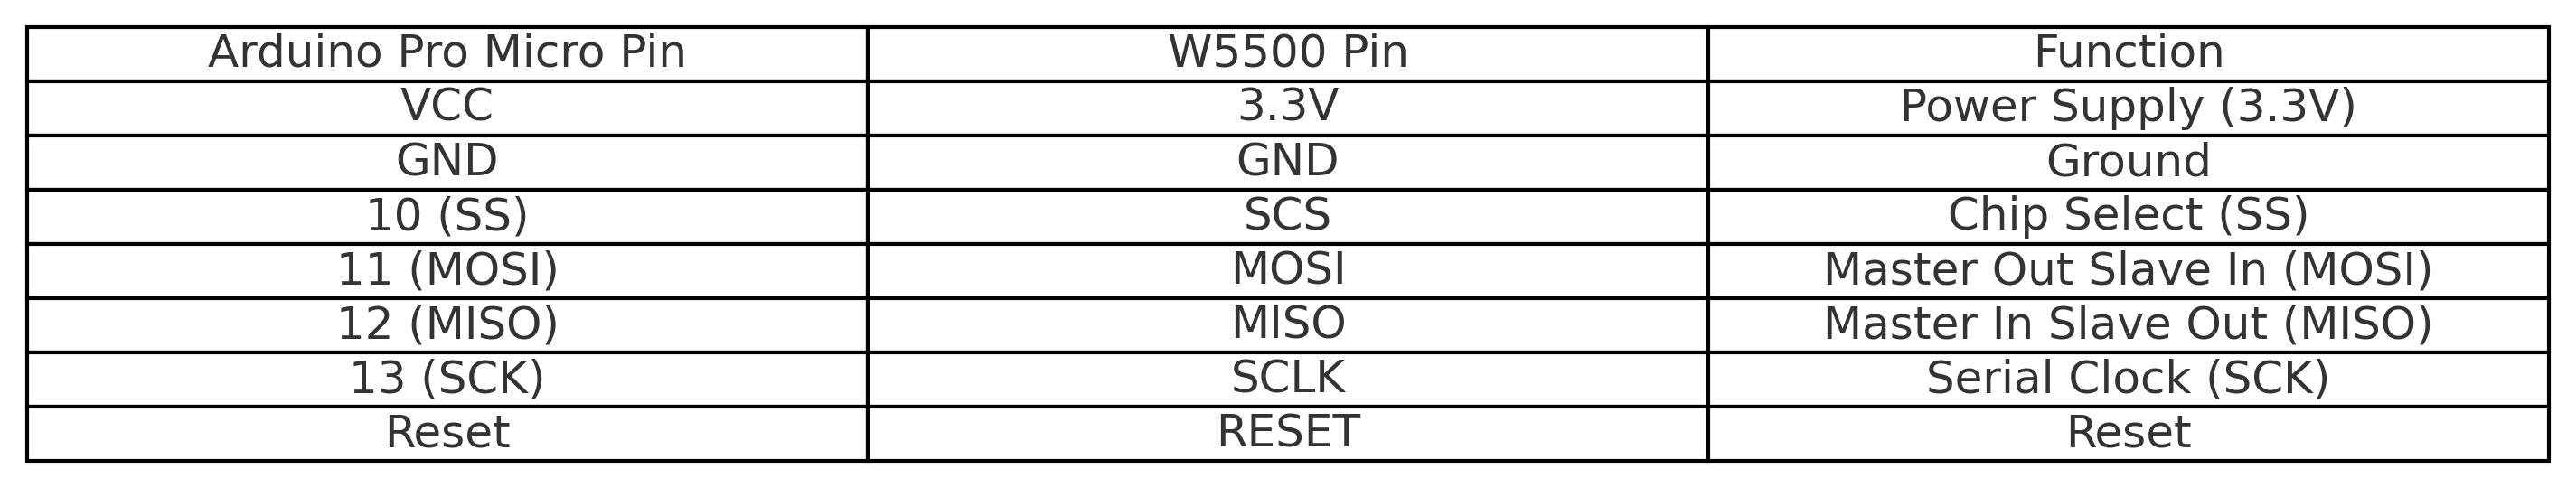 Arduino Pro Micro Pin W5500 Pin Function
VCC 3.3V Power Supply (3.3V)
GND GND Ground
10 (SS) SCS Chip Select (SS)
11 (MOSI) MOSI Master Out Slave In (MOSI)
12 (MISO) MISO Master In Slave Out (MISO)
13 (SCK) SCLK Serial Clock (SCK)
Reset RESET Reset